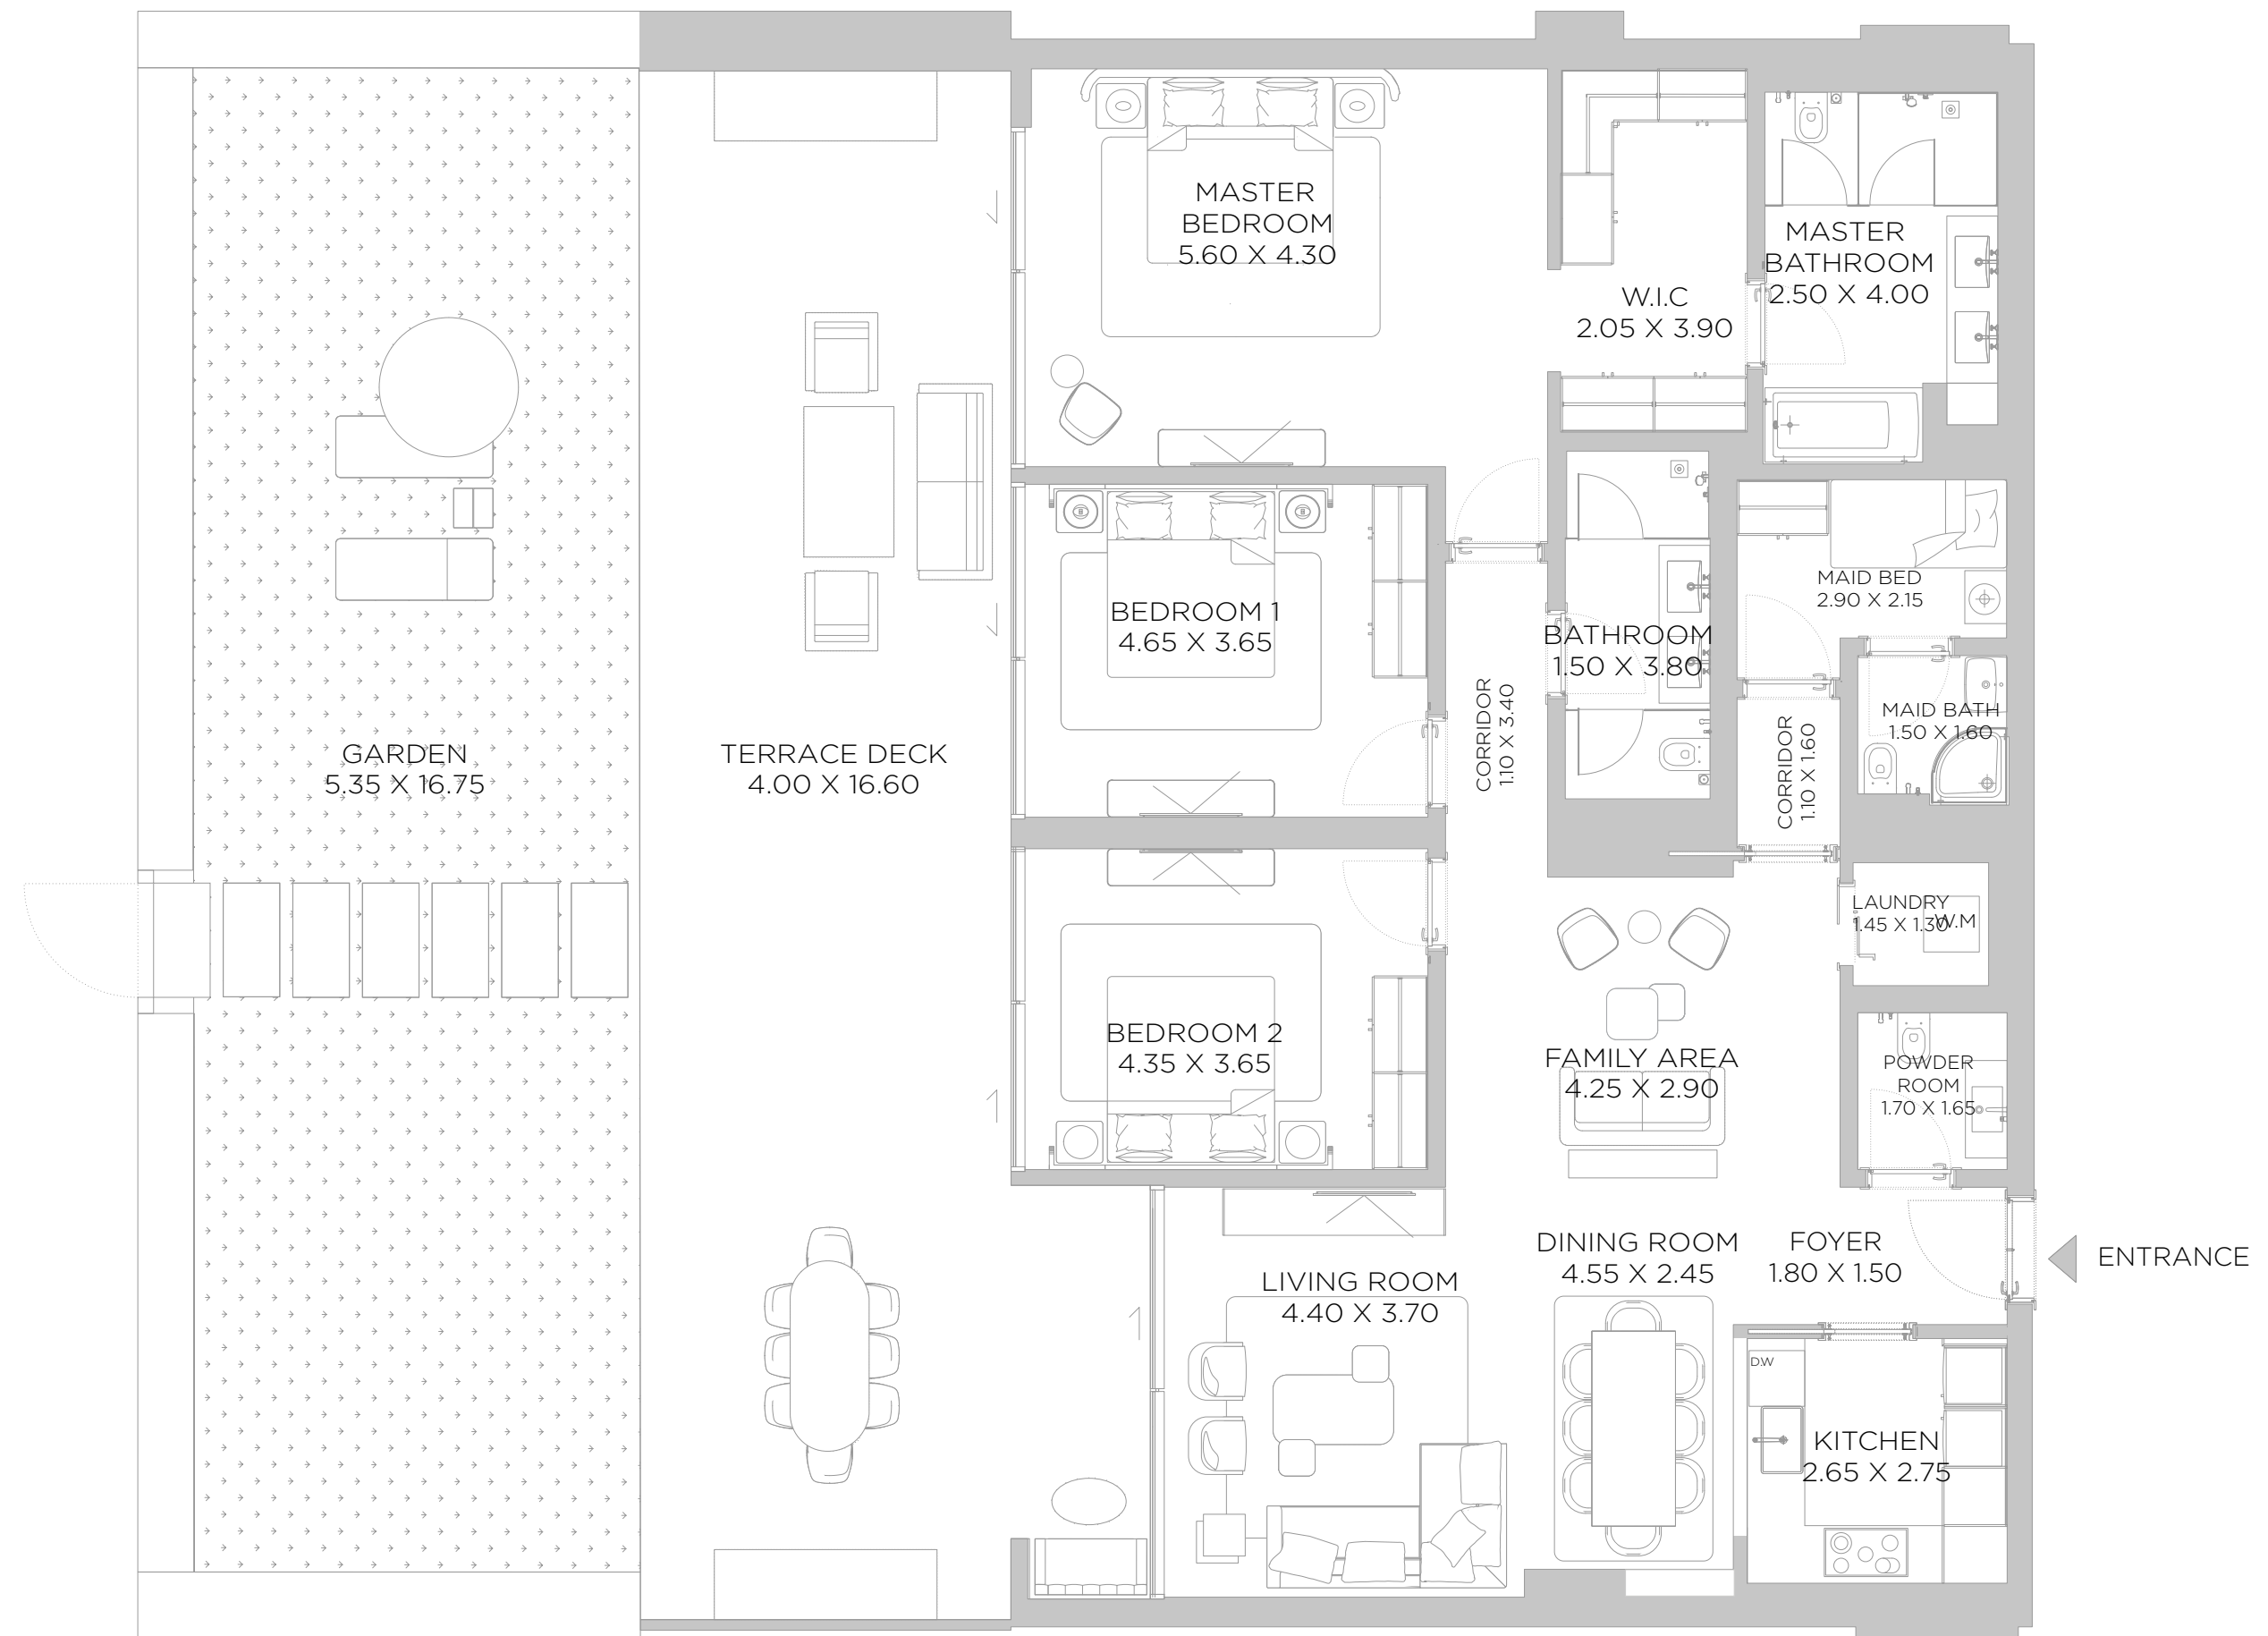 MASTER
BEDROOM
5.60 X 4.30
W.I.C
2.05 X 3.90
MASTER
BATHROOM
2.50 X 4.00
BEDROOM 1
4.65 X 3.65
CORRIDOR
1.10 X 3.40
BATHROOM
1.50 X 3.80
MAID BED
2.90 X 2.15
CORRIDOR
1.10 X 1.60
MAID BATH
1.50 X 1.60
GARDEN
5.35 X 16.75
TERRACE DECK
4.00 X 16.60
LAUNDRY
1.45 X 1.30
W.M
BEDROOM 2
4.35 X 3.65
FAMILY AREA
4.25 X 2.90
POWDER
ROOM
1.70 X 1.65
LIVING ROOM
4.40 X 3.70
DINING ROOM
4.55 X 2.45
FOYER
1.80 X 1.50
ENTRANCE
D.W
KITCHEN
2.65 X 2.75